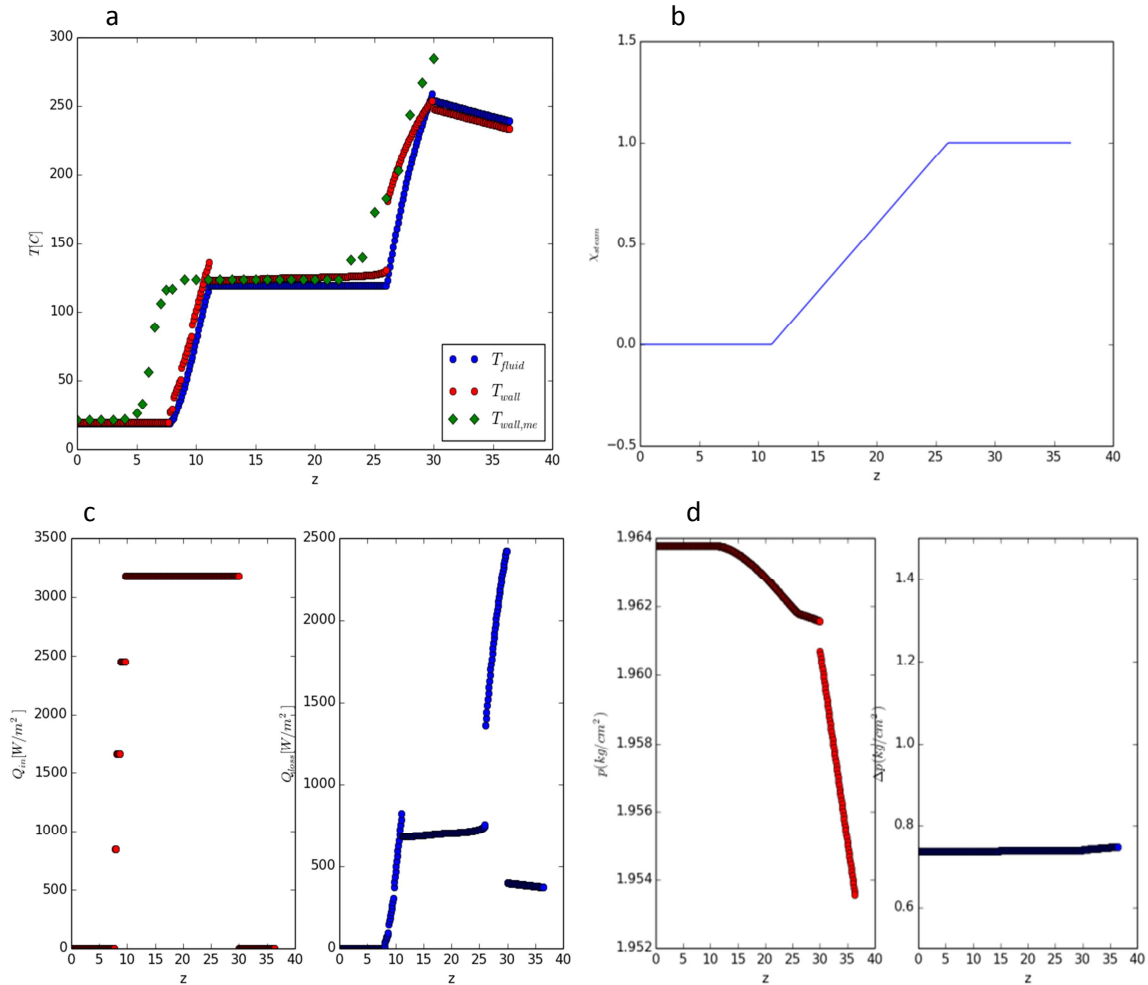 a
300
250
200
150
100
50
0
T[C]
0 5 10 15 20 25 30 35 40
z
T_fluid
T_wall
T_wall,me
b
1.5
1.0
0.5
0.0
−0.5
X_steam
0 5 10 15 20 25 30 35 40
z
c
3500
3000
2500
2000
1500
1000
500
0
Q_in[W/m^2]
0 5 10 15 20 25 30 35 40
z
2500
2000
1500
1000
500
0
Q_loss[W/m^2]
0 5 10 15 20 25 30 35 40
z
d
1.964
1.962
1.960
1.958
1.956
1.954
1.952
p(kg/cm^2)
0 5 10 15 20 25 30 35 40
z
1.4
1.2
1.0
0.8
0.6
Δp(kg/cm^2)
0 5 10 15 20 25 30 35 40
z